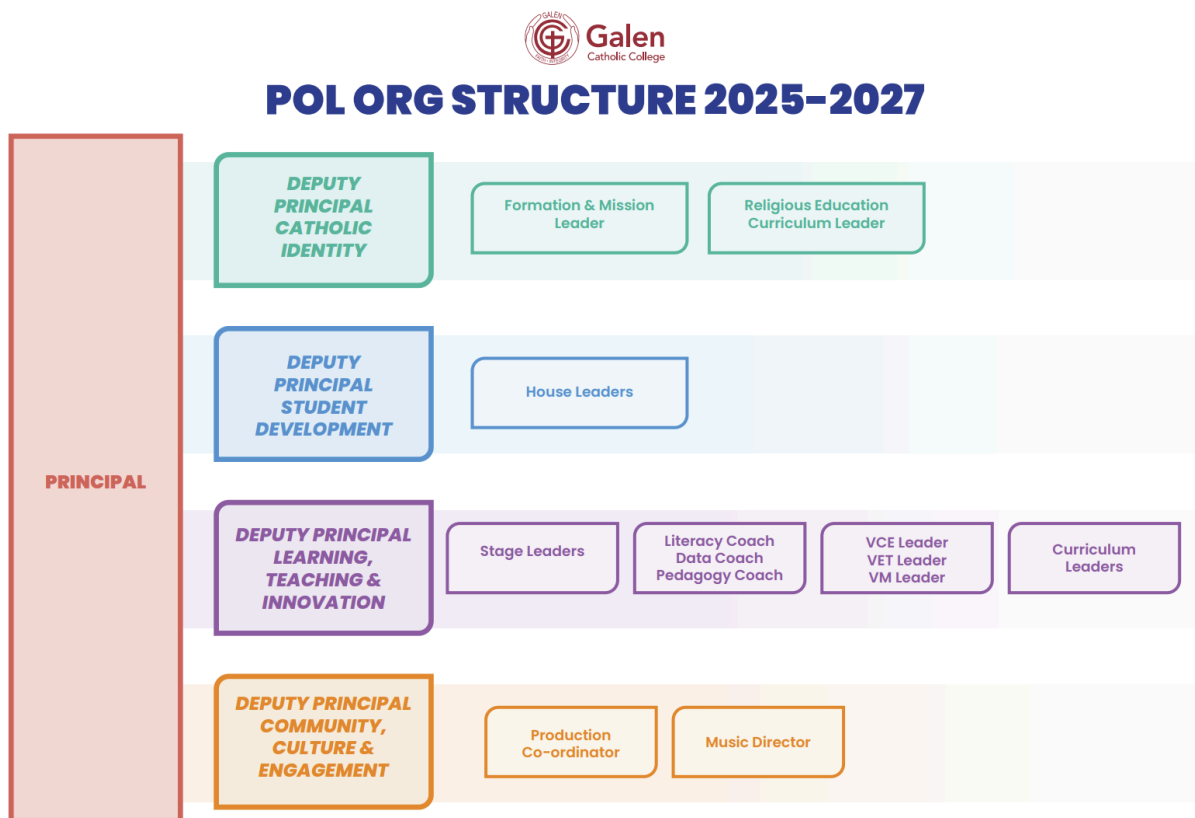 GALEN
Galen
Catholic College
POL ORG STRUCTURE 2025-2027
PRINCIPAL
DEPUTY
PRINCIPAL
CATHOLIC
IDENTITY
Formation & Mission
Leader
Religious Education
Curriculum Leader
DEPUTY
PRINCIPAL
STUDENT
DEVELOPMENT
House Leaders
DEPUTY PRINCIPAL
LEARNING,
TEACHING &
INNOVATION
Stage Leaders
Literacy Coach
Data Coach
Pedagogy Coach
VCE Leader
VET Leader
VM Leader
Curriculum
Leaders
DEPUTY PRINCIPAL
COMMUNITY,
CULTURE &
ENGAGEMENT
Production
Co-ordinator
Music Director